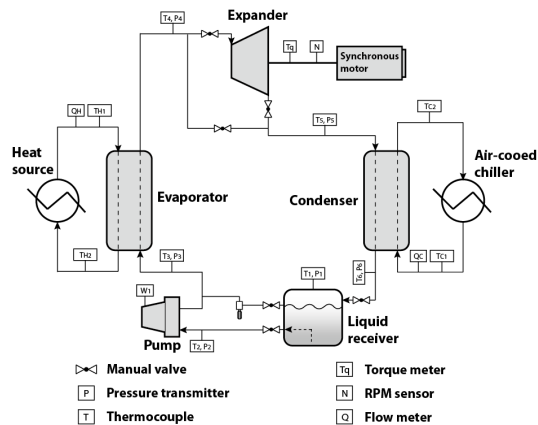 Expander
T4, P4
Tq
N
Synchronous
motor
QH
TH1
T5, P5
TC2
Heat
source
Evaporator
Condenser
Air-cooed
chiller
TH2
T3, P3
T1, P1
T6, P6
QC
TC1
W1
Pump
T2, P2
Liquid
receiver
Manual valve
Tq
Torque meter
P
Pressure transmitter
N
RPM sensor
T
Thermocouple
Q
Flow meter